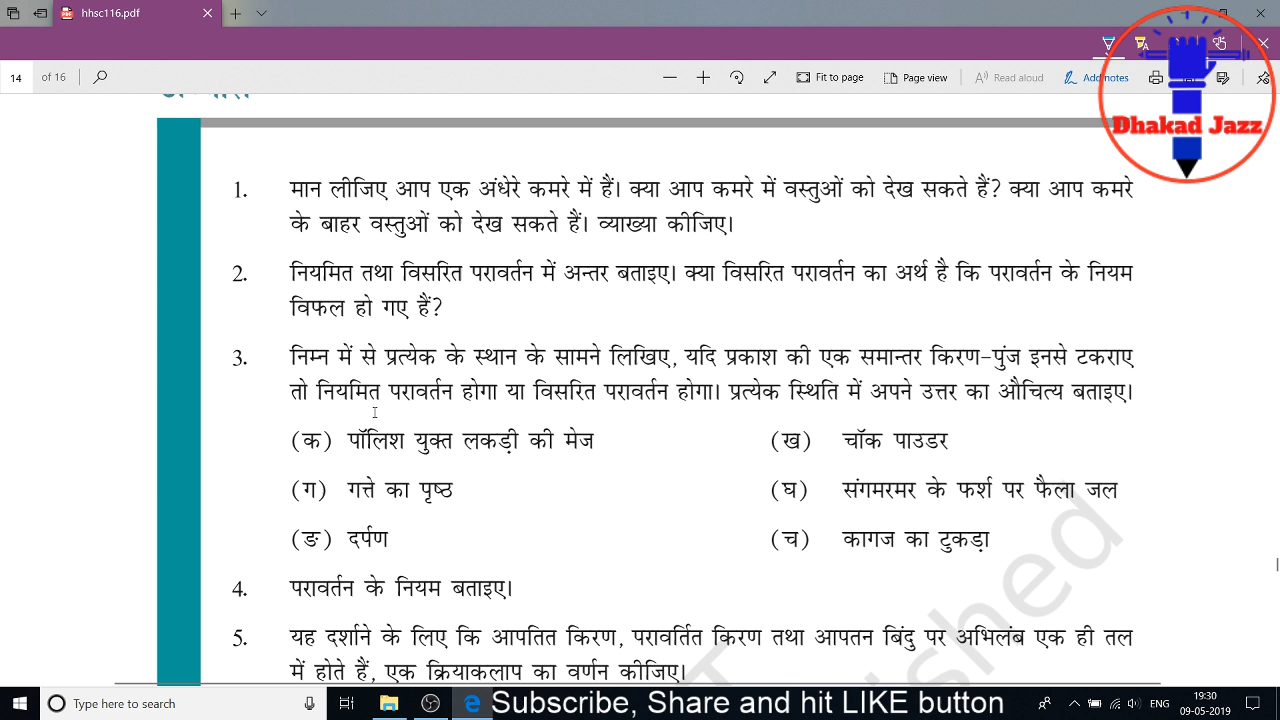 hhsc116.pdf
14 of 16
Fit to page
Page view
Read aloud
Add notes
Dhakad Jazz
1. मान लीजिए आप एक अंधेरे कमरे में हैं। क्या आप कमरे में वस्तुओं को देख सकते हैं? क्या आप कमरे
के बाहर वस्तुओं को देख सकते हैं। व्याख्या कीजिए।
2. नियमित तथा विसरित परावर्तन में अन्तर बताइए। क्या विसरित परावर्तन का अर्थ है कि परावर्तन के नियम
विफल हो गए हैं?
3. निम्न में से प्रत्येक के स्थान के सामने लिखिए, यदि प्रकाश की एक समान्तर किरण-पुंज इनसे टकराए
तो नियमित परावर्तन होगा या विसरित परावर्तन होगा। प्रत्येक स्थिति में अपने उत्तर का औचित्य बताइए।
(क) पॉलिश युक्त लकड़ी की मेज (ख) चॉक पाउडर
(ग) गत्ते का पृष्ठ (घ) संगमरमर के फर्श पर फैला जल
(ङ) दर्पण (च) कागज का टुकड़ा
4. परावर्तन के नियम बताइए।
5. यह दर्शाने के लिए कि आपतित किरण, परावर्तित किरण तथा आपतन बिंदु पर अभिलंब एक ही तल
में होते हैं, एक क्रियाकलाप का वर्णन कीजिए।
Type here to search
Subscribe, Share and hit LIKE button
ENG
19:30
09-05-2019